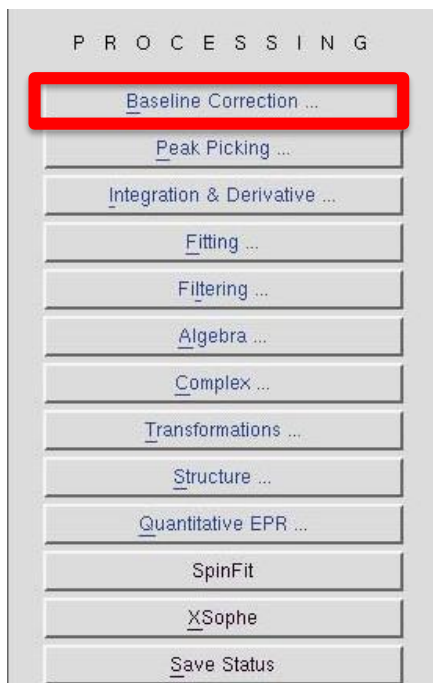 P R O C E S S I N G
Baseline Correction ...
Peak Picking ...
Integration & Derivative ...
Fitting ...
Filtering ...
Algebra ...
Complex ...
Transformations ...
Structure ...
Quantitative EPR ...
SpinFit
XSophe
Save Status